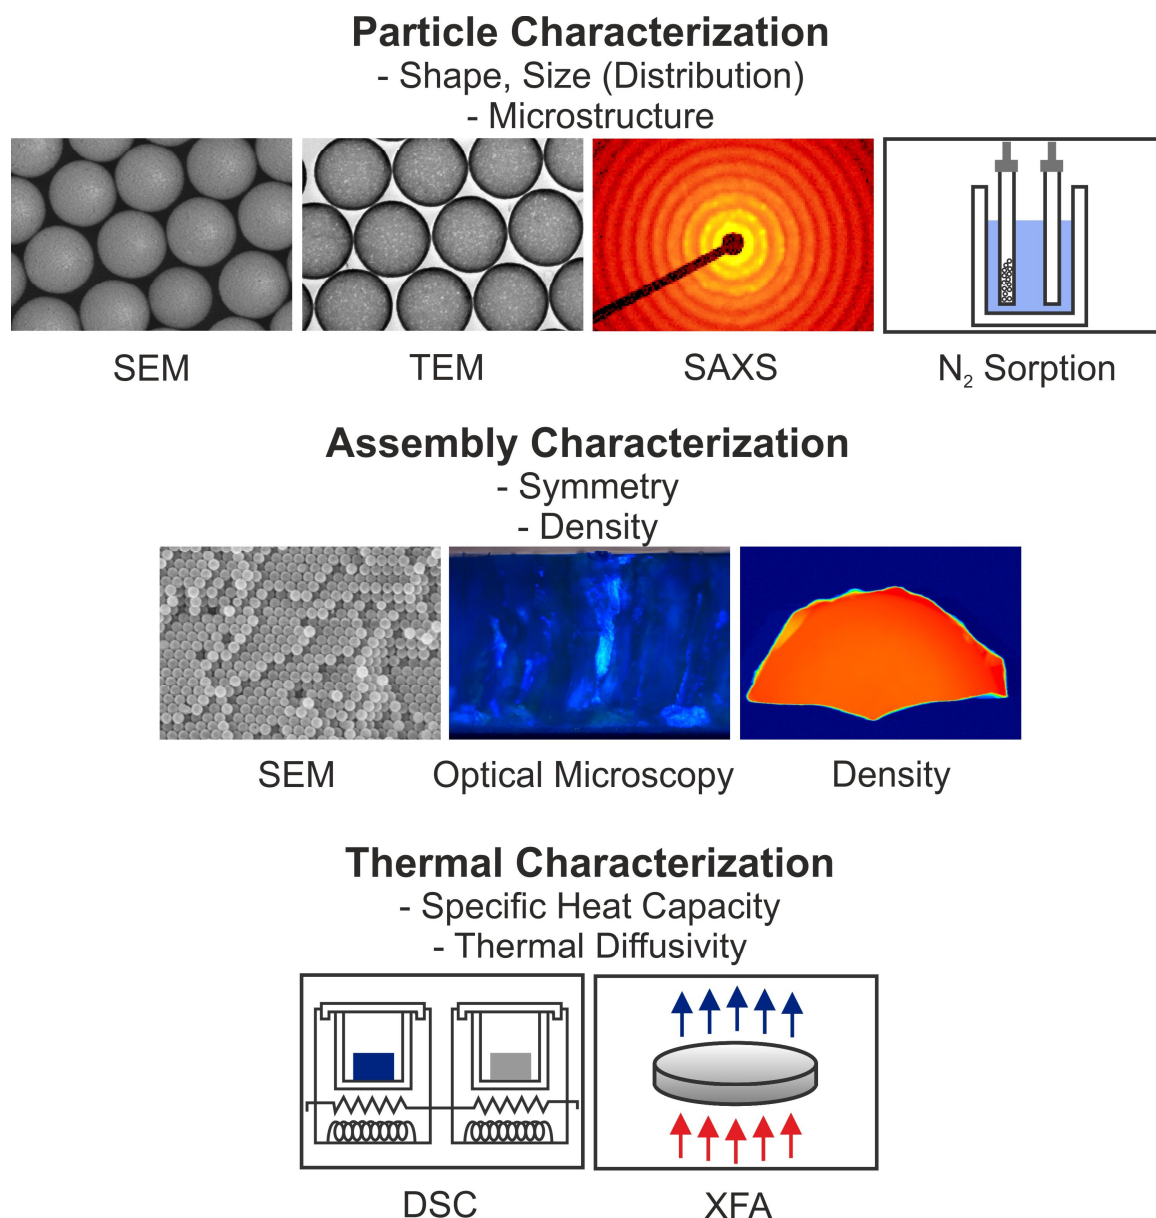 Particle Characterization
- Shape, Size (Distribution)
- Microstructure
SEM TEM SAXS N₂ Sorption
Assembly Characterization
- Symmetry
- Density
SEM Optical Microscopy Density
Thermal Characterization
- Specific Heat Capacity
- Thermal Diffusivity
DSC XFA